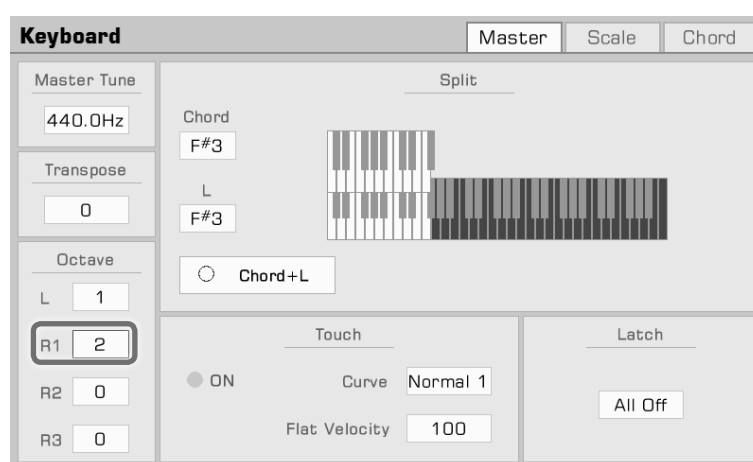 Keyboard
Master Scale Chord
Master Tune
440.0Hz
Transpose
0
Octave
L 1
R1 2
R2 0
R3 0
Split
Chord
F#3
L
F#3
Chord+L
Touch
ON
Curve Normal 1
Flat Velocity 100
Latch
All Off